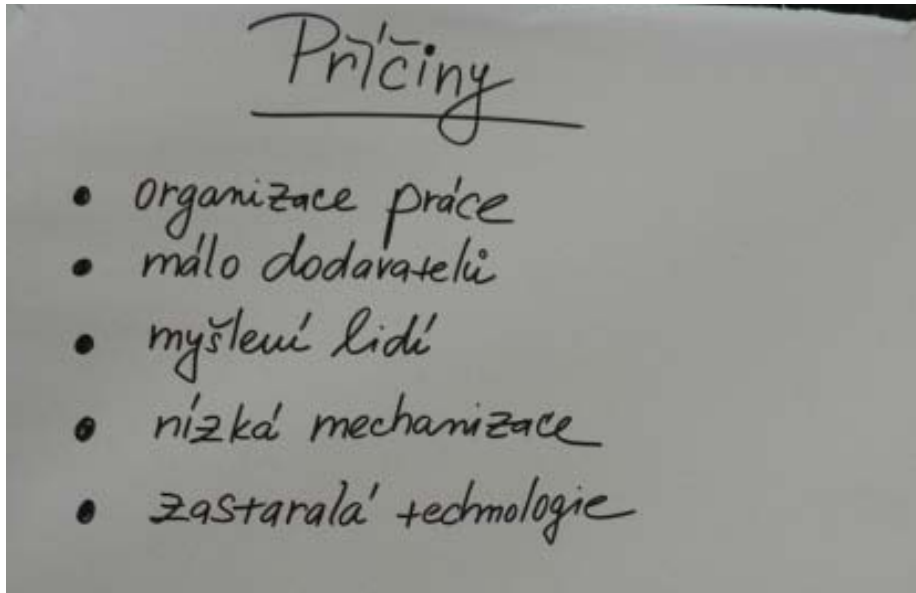 Příčiny
• organizace práce
• málo dodavatelů
• myšlení lidí
• nízká mechanizace
• zastaralá technologie